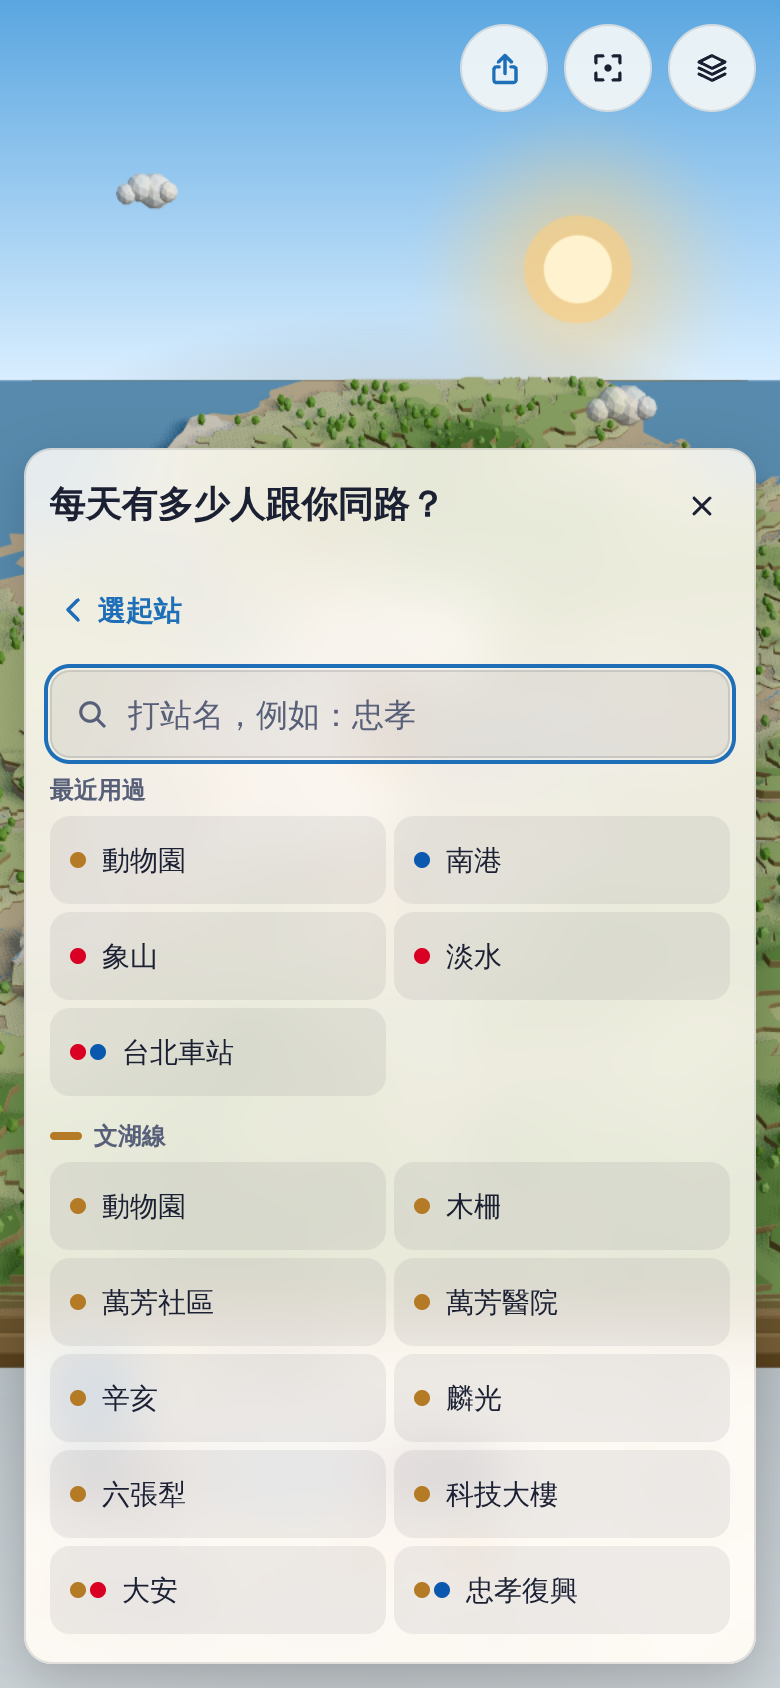 每天有多少人跟你同路？
選起站
打站名，例如：忠孝
最近用過
動物園
南港
象山
淡水
台北車站
文湖線
動物園
木柵
萬芳社區
萬芳醫院
辛亥
麟光
六張犁
科技大樓
大安
忠孝復興